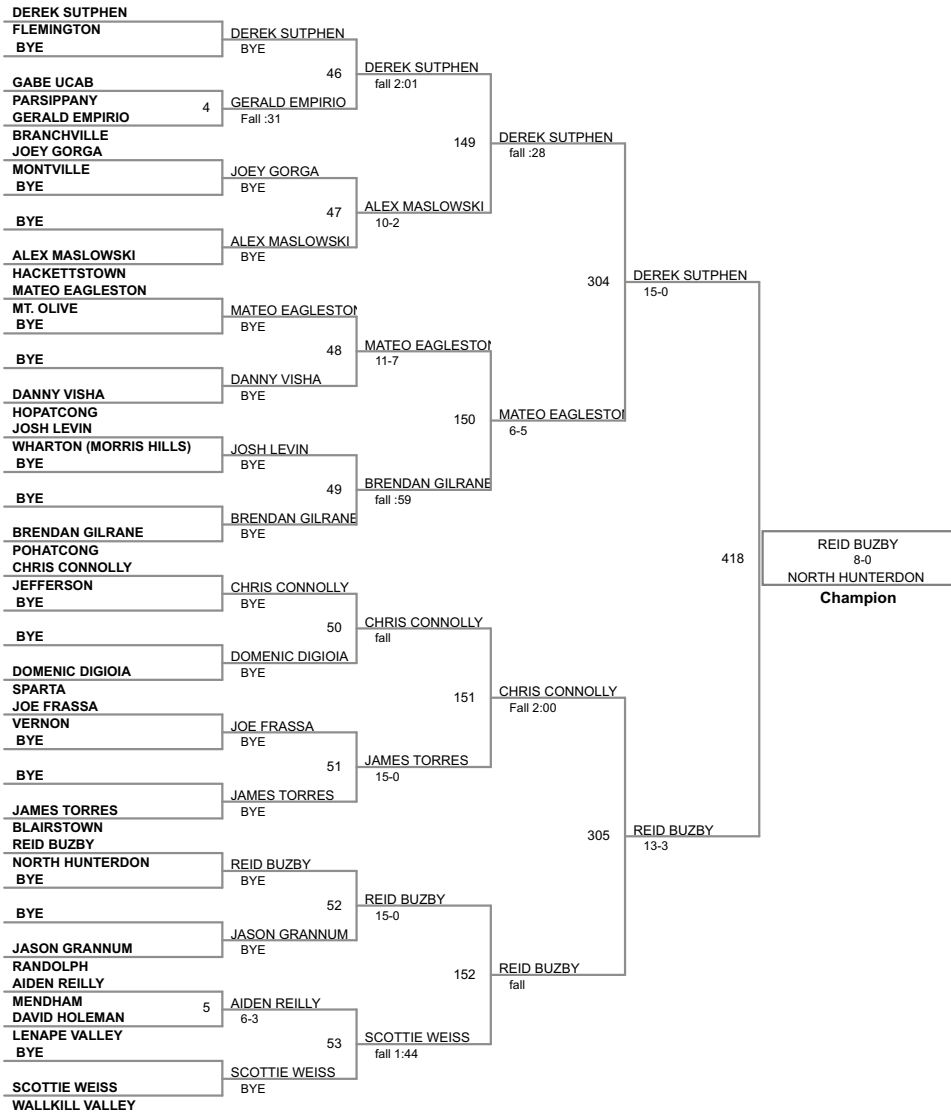 DEREK SUTPHEN
FLEMINGTON
BYE
GABE UCAB
PARSIPPANY
GERALD EMPIRIO
BRANCHVILLE
JOEY GORGA
MONTVILLE
BYE
BYE
ALEX MASLOWSKI
HACKETTSTOWN
MATEO EAGLESTON
MT. OLIVE
BYE
BYE
DANNY VISHA
HOPATCONG
JOSH LEVIN
WHARTON (MORRIS HILLS)
BYE
BYE
BRENDAN GILRANE
POHATCONG
CHRIS CONNOLLY
JEFFERSON
BYE
BYE
DOMENIC DIGIOIA
SPARTA
JOE FRASSA
VERNON
BYE
BYE
JAMES TORRES
BLAIRSTOWN
REID BUZBY
NORTH HUNTERDON
BYE
BYE
JASON GRANNUM
RANDOLPH
AIDEN REILLY
MENDHAM
DAVID HOLEMAN
LENAPE VALLEY
BYE
SCOTTIE WEISS
WALLKILL VALLEY
4
5
DEREK SUTPHEN
BYE
GERALD EMPIRIO
Fall :31
JOEY GORGA
BYE
ALEX MASLOWSKI
BYE
MATEO EAGLESTON
BYE
DANNY VISHA
BYE
JOSH LEVIN
BYE
BRENDAN GILRANE
BYE
CHRIS CONNOLLY
BYE
DOMENIC DIGIOIA
BYE
JOE FRASSA
BYE
JAMES TORRES
BYE
REID BUZBY
BYE
JASON GRANNUM
BYE
AIDEN REILLY
6-3
SCOTTIE WEISS
BYE
46
47
48
49
50
51
52
53
DEREK SUTPHEN
fall 2:01
ALEX MASLOWSKI
10-2
MATEO EAGLESTON
11-7
BRENDAN GILRANE
fall :59
CHRIS CONNOLLY
fall
JAMES TORRES
15-0
REID BUZBY
15-0
SCOTTIE WEISS
fall 1:44
149
150
151
152
DEREK SUTPHEN
fall :28
MATEO EAGLESTON
6-5
CHRIS CONNOLLY
Fall 2:00
REID BUZBY
fall
304
305
DEREK SUTPHEN
15-0
REID BUZBY
13-3
418
REID BUZBY
8-0
NORTH HUNTERDON
Champion